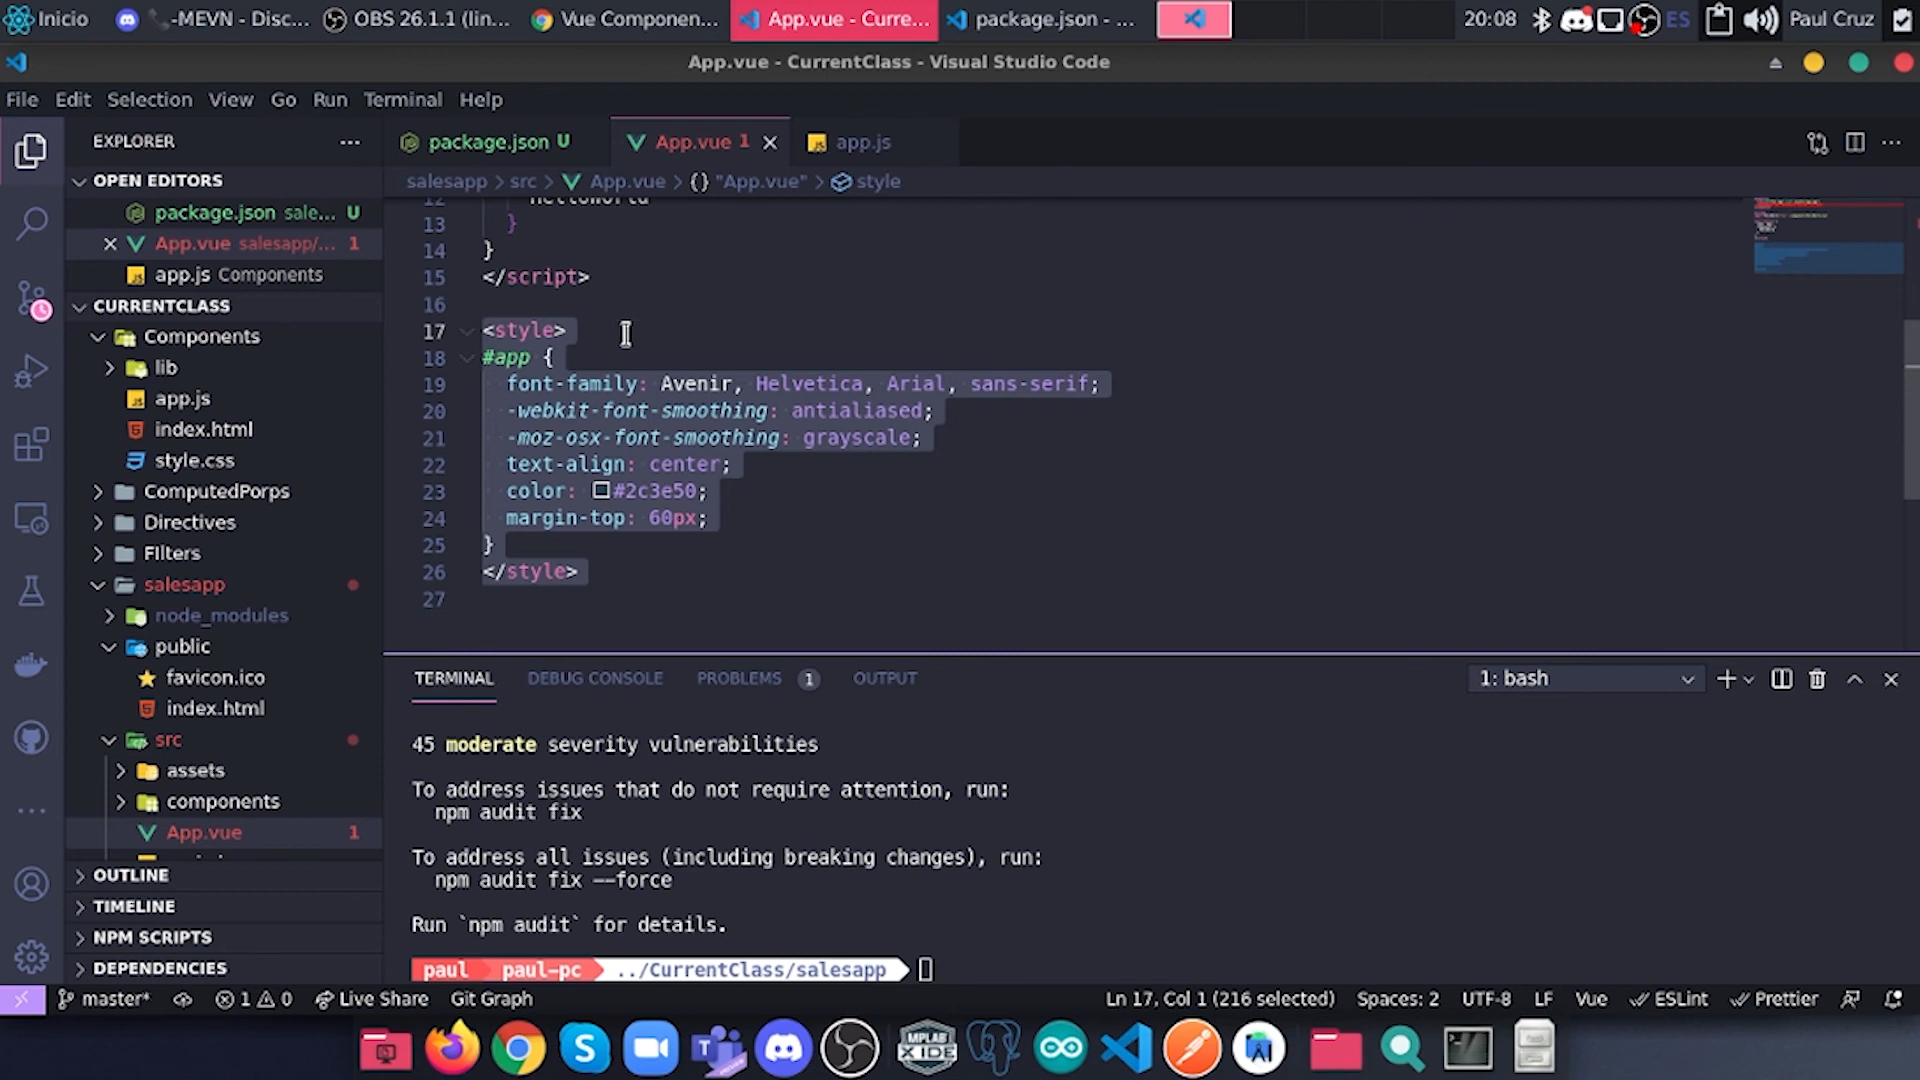 Inicio
-MEVN - Disc...
OBS 26.1.1 (lin...
Vue Componen...
App.vue - Curre...
package.json - ...
20:08
ES
Paul Cruz
App.vue - CurrentClass - Visual Studio Code
File Edit Selection View Go Run Terminal Help
EXPLORER
package.json U
App.vue 1
app.js
OPEN EDITORS
salesapp > src > App.vue > {} "App.vue" > style
package.json sale... U
App.vue salesapp/... 1
app.js Components
CURRENTCLASS
Components
lib
app.js
index.html
style.css
ComputedPorps
Directives
FIlters
salesapp
node_modules
public
favicon.ico
index.html
src
assets
components
App.vue 1
OUTLINE
TIMELINE
NPM SCRIPTS
DEPENDENCIES
12 HelloWorld
13 }
14 }
15 </script>
16
17 <style>
18 #app {
19 font-family: Avenir, Helvetica, Arial, sans-serif;
20 -webkit-font-smoothing: antialiased;
21 -moz-osx-font-smoothing: grayscale;
22 text-align: center;
23 color: #2c3e50;
24 margin-top: 60px;
25 }
26 </style>
27
TERMINAL DEBUG CONSOLE PROBLEMS 1 OUTPUT
1: bash
45 moderate severity vulnerabilities
To address issues that do not require attention, run:
npm audit fix
To address all issues (including breaking changes), run:
npm audit fix --force
Run `npm audit` for details.
paul paul-pc ../CurrentClass/salesapp
master* 1 0 Live Share Git Graph
Ln 17, Col 1 (216 selected) Spaces: 2 UTF-8 LF Vue ESLint Prettier
MPLAB
X IDE